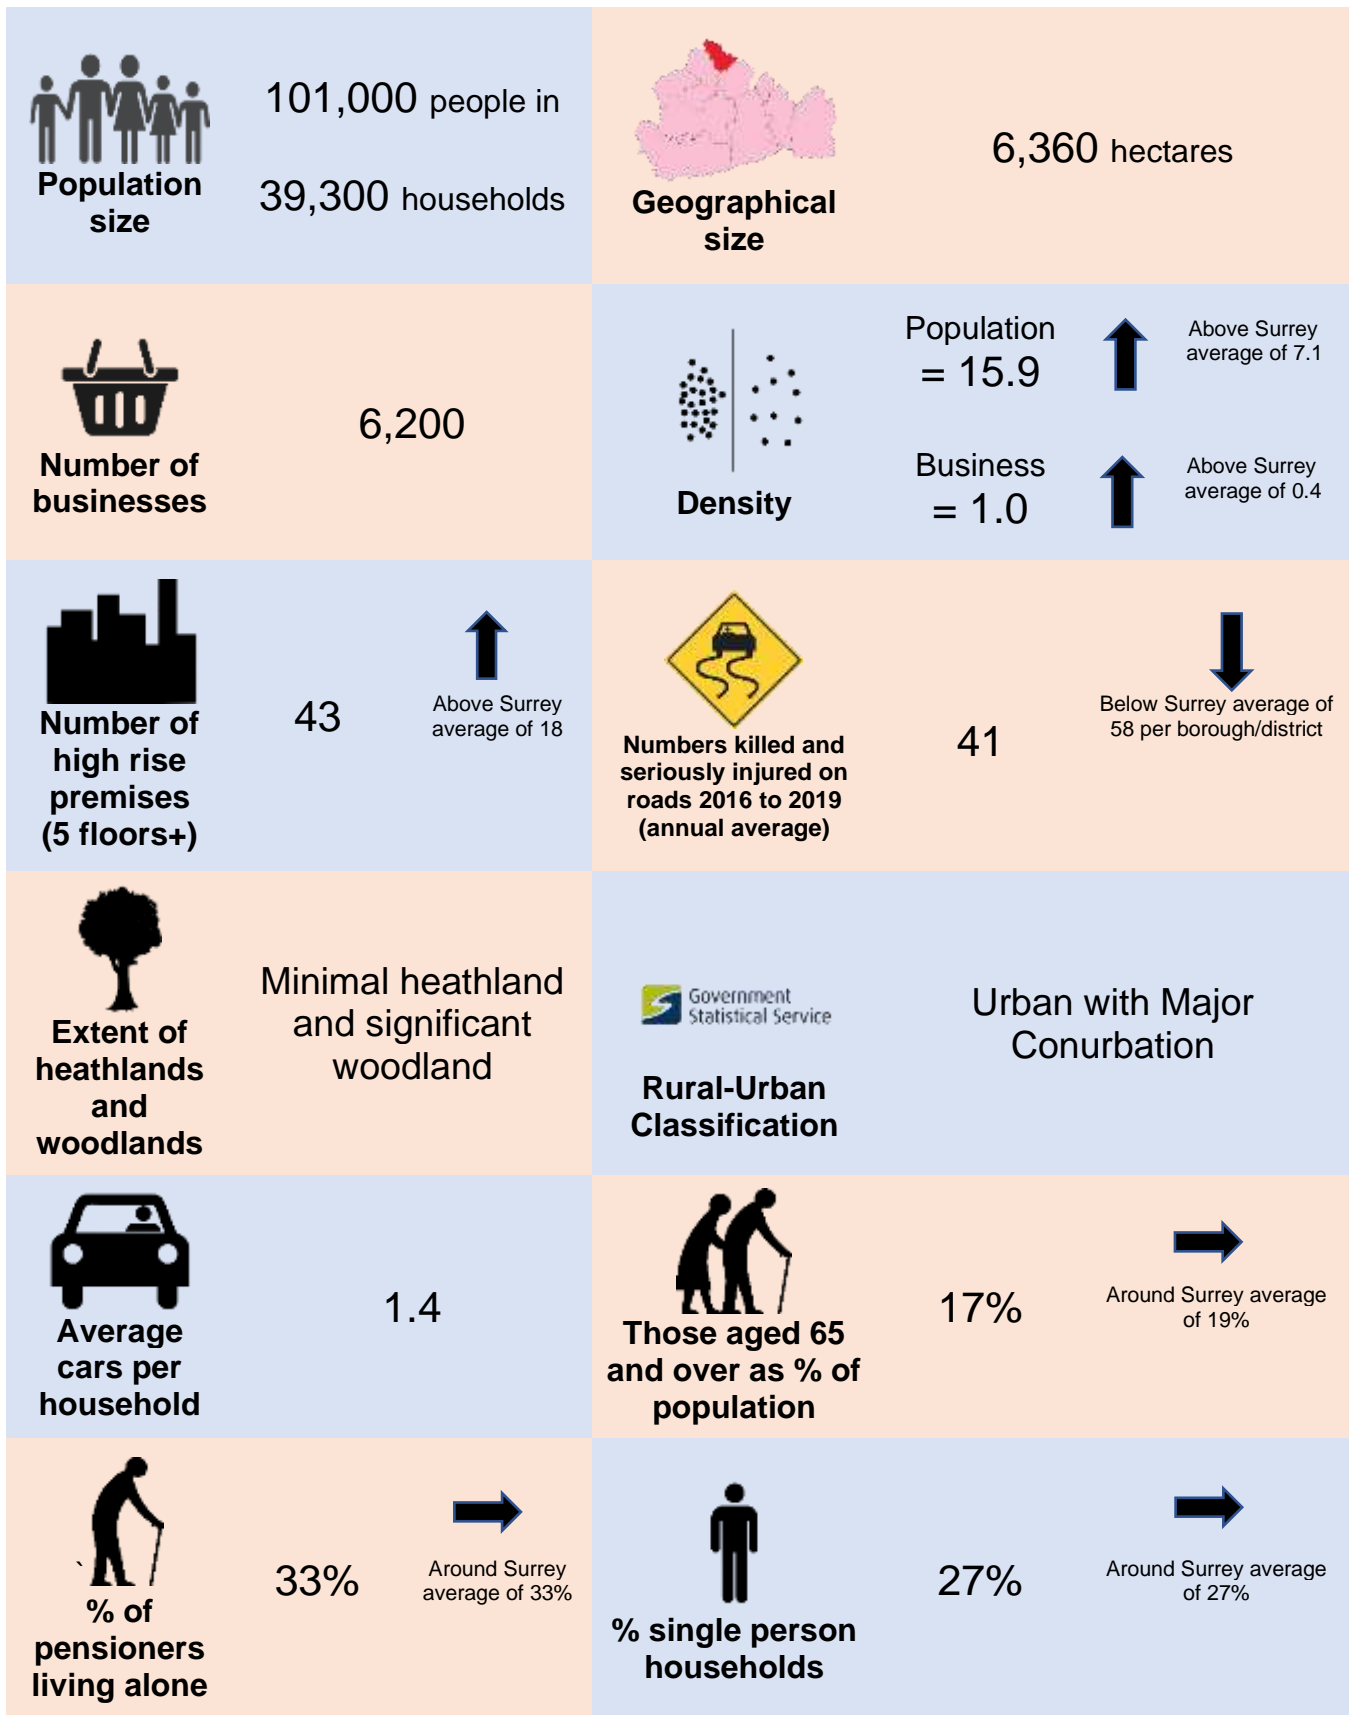 101,000 people in
39,300 households
Population
size
6,360 hectares
Geographical
size
6,200
Number of
businesses
Population
= 15.9
Above Surrey
average of 7.1
Business
= 1.0
Above Surrey
average of 0.4
Density
43
Above Surrey
average of 18
Number of
high rise
premises
(5 floors+)
Below Surrey average of
58 per borough/district
41
Numbers killed and
seriously injured on
roads 2016 to 2019
(annual average)
Minimal heathland
and significant
woodland
Extent of
heathlands
and
woodlands
Government
Statistical Service
Urban with Major
Conurbation
Rural-Urban
Classification
1.4
Average
cars per
household
17%
Around Surrey average
of 19%
Those aged 65
and over as % of
population
`
33%
Around Surrey
average of 33%
% of
pensioners
living alone
27%
Around Surrey average
of 27%
% single person
households